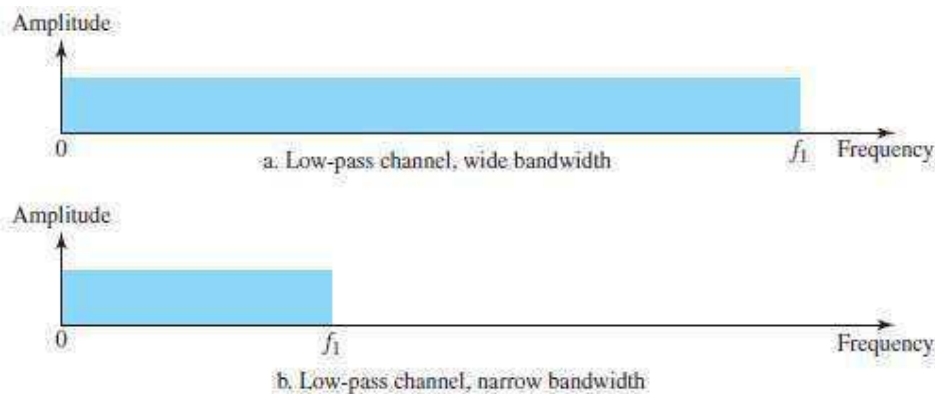 Amplitude
0
f1
Frequency
a. Low-pass channel, wide bandwidth
Amplitude
0
f1
Frequency
b. Low-pass channel, narrow bandwidth